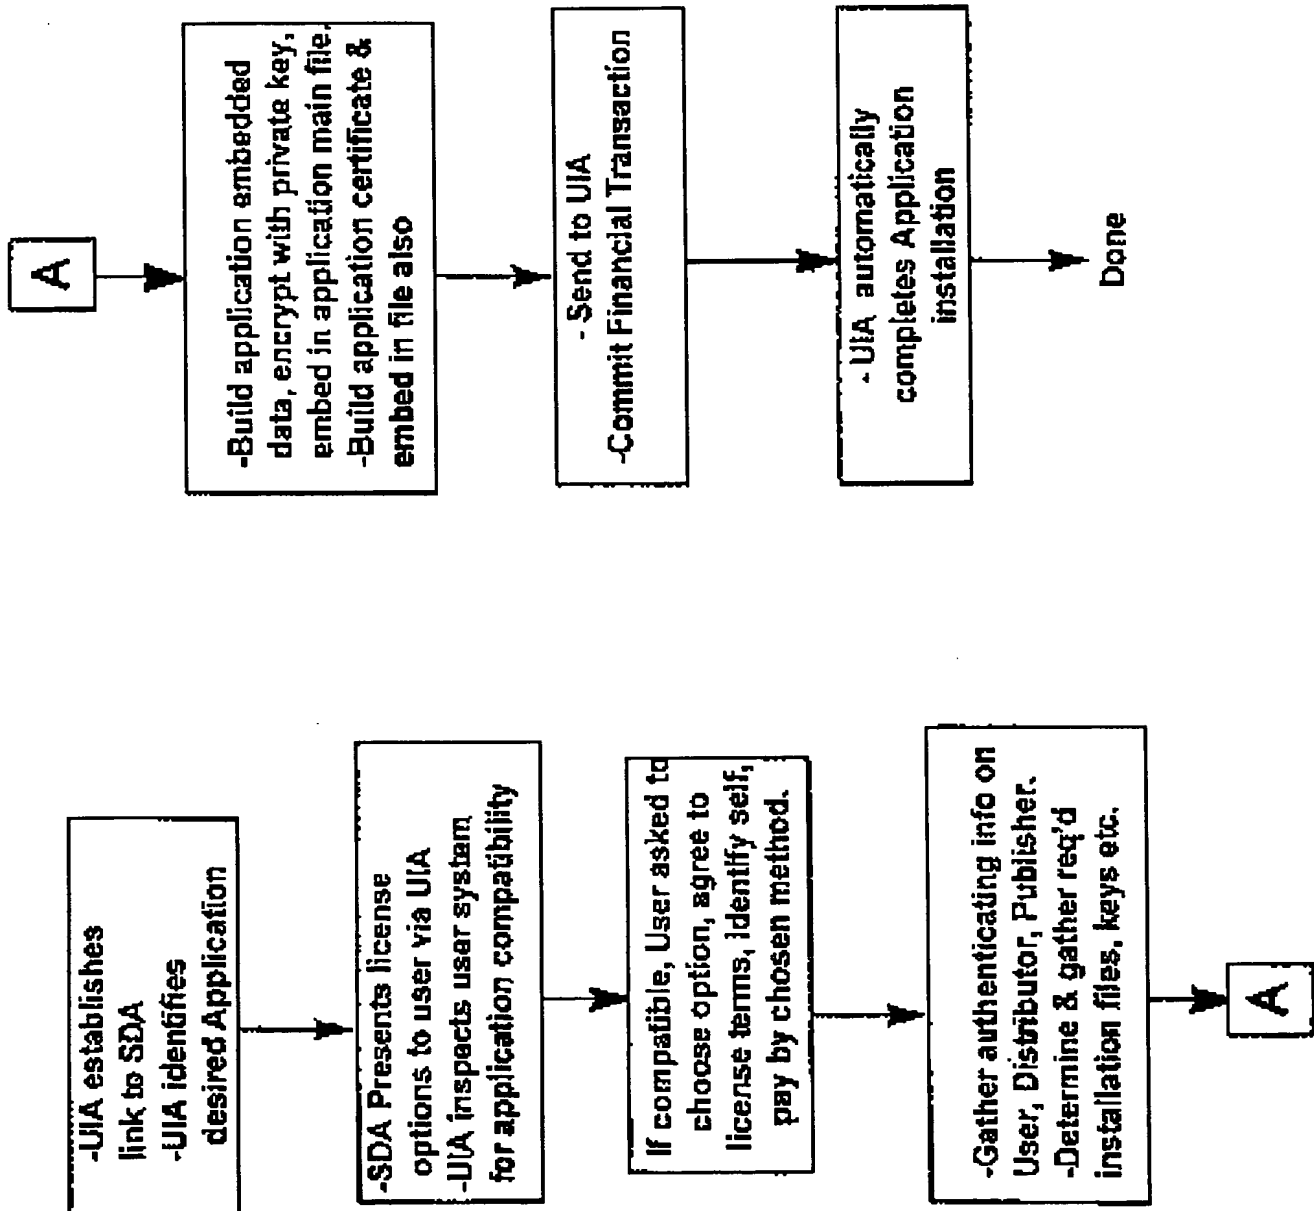 -UIA establishes
link to SDA
-UIA identifies
desired Application
-SDA Presents license
options to user via UIA
-UIA inspects user system
for application compatibility
If compatible, User asked to
choose option, agree to
license terms, identify self,
pay by chosen method.
-Gather authenticating info on
User, Distributor, Publisher.
-Determine & gather req'd
installation files, keys etc.
A
A
-Build application embedded
data, encrypt with private key,
embed in application main file.
-Build application certificate &
embed in file also
- Send to UIA
-Commit Financial Transaction
- UIA automatically
completes Application
installation
Done